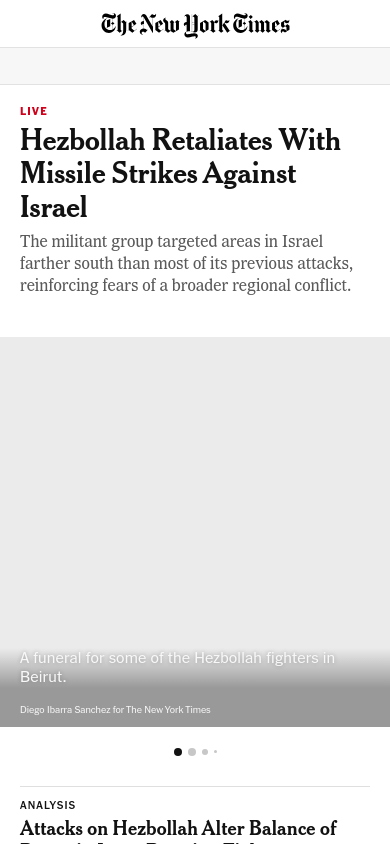 The New York Times
LIVE
Hezbollah Retaliates With
Missile Strikes Against
Israel
The militant group targeted areas in Israel
farther south than most of its previous attacks,
reinforcing fears of a broader regional conflict.
A funeral for some of the Hezbollah fighters in
Beirut.
Diego Ibarra Sanchez for The New York Times
ANALYSIS
Attacks on Hezbollah Alter Balance of